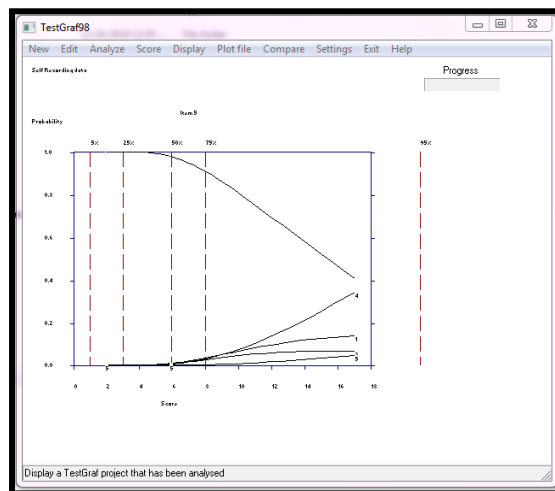 TestGraf98
New Edit Analyze Score Display Plot file Compare Settings Exit Help
Self Recording data
Progress
Item 5
Probability
5% 25% 50% 75% 95%
1.0
0.8
0.6
0.4
4
0.2
1
5
0.0
0 2 4 6 8 10 12 14 16 18
Score
Display a TestGraf project that has been analysed